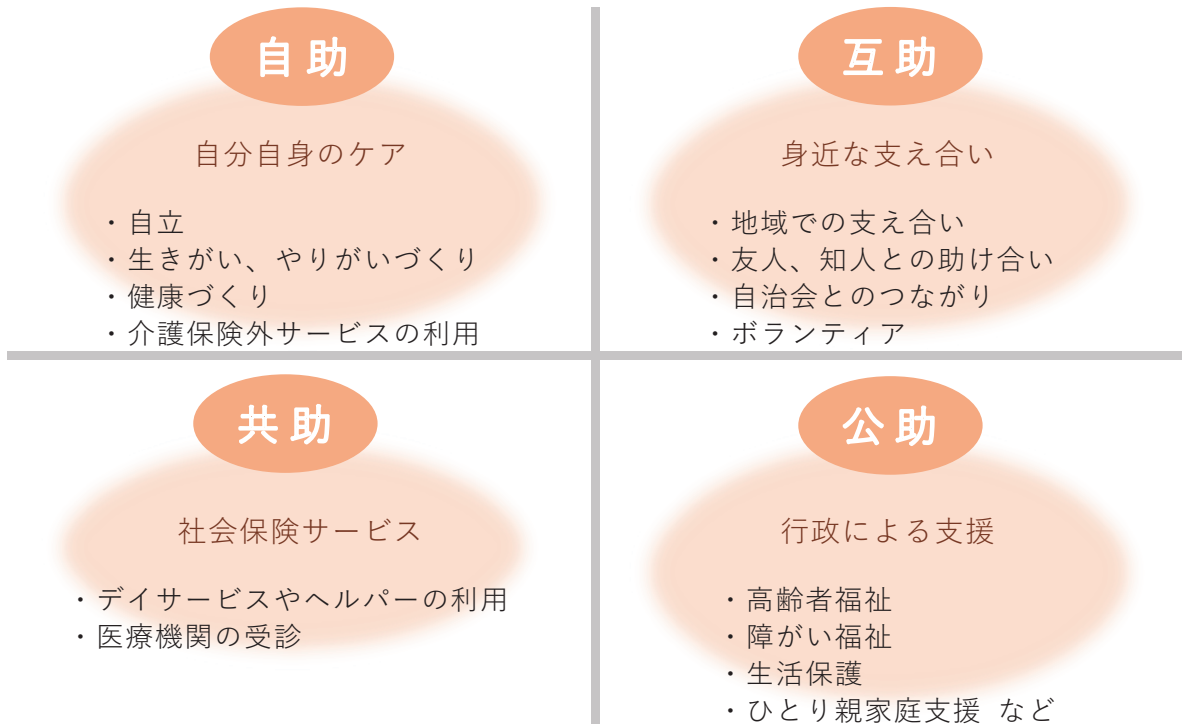 自助
自分自身のケア
・自立
・生きがい、やりがいづくり
・健康づくり
・介護保険外サービスの利用
互助
身近な支え合い
・地域での支え合い
・友人、知人との助け合い
・自治会とのつながり
・ボランティア
共助
社会保険サービス
・デイサービスやヘルパーの利用
・医療機関の受診
公助
行政による支援
・高齢者福祉
・障がい福祉
・生活保護
・ひとり親家庭支援 など